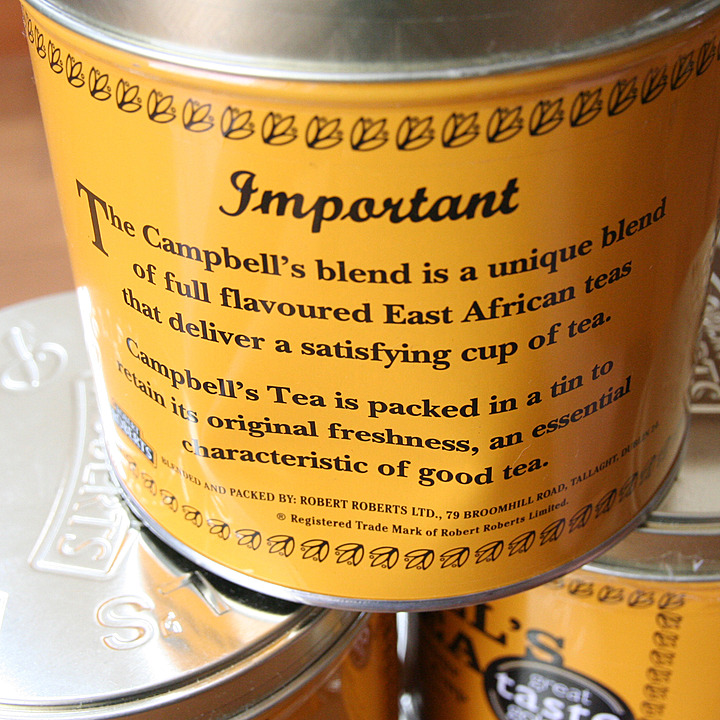 Important
The Campbell's blend is a unique blend
of full flavoured East African teas
that deliver a satisfying cup of tea.
Campbell's Tea is packed in a tin to
retain its original freshness, an essential
characteristic of good tea.
BLENDED AND PACKED BY: ROBERT ROBERTS LTD., 79 BROOMHILL ROAD, TALLAGHT, DUBLIN 24.
® Registered Trade Mark of Robert Roberts Limited.
great
taste